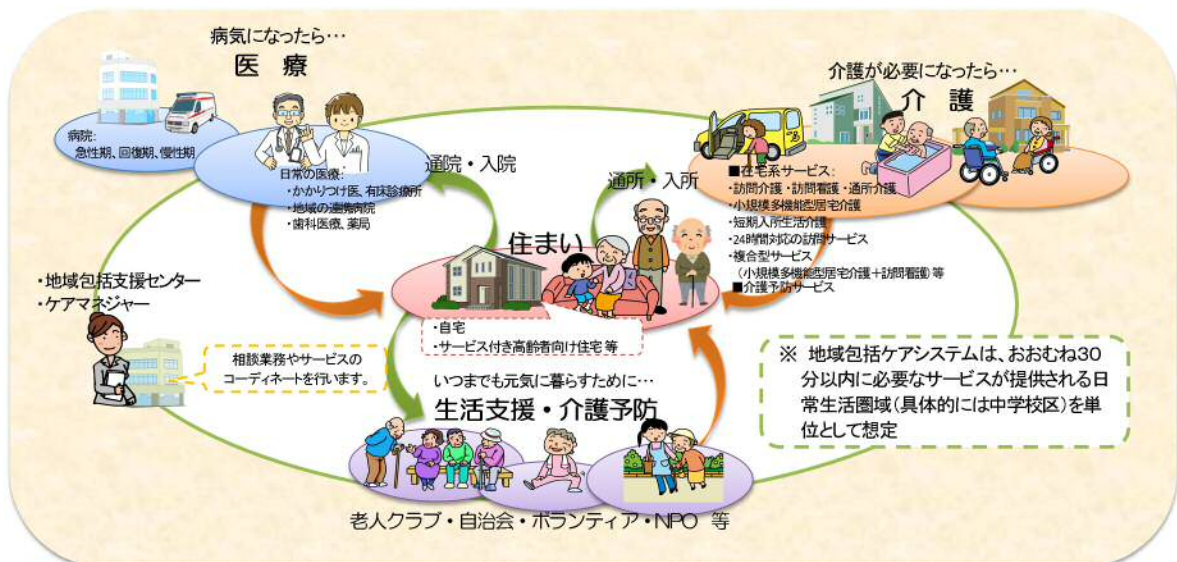 病気になったら…
医 療
病院:
急性期、回復期、慢性期
日常の医療:
・かかりつけ医、有床診療所
・地域の連携病院
・歯科医療、薬局
通院・入院
通所・入所
介護が必要になったら…
介 護
■在宅系サービス:
・訪問介護・訪問看護・通所介護
・小規模多機能型居宅介護
・短期入所生活介護
・24時間対応の訪問サービス
・複合型サービス
(小規模多機能型居宅介護+訪問看護)等
■介護予防サービス
住まい
・自宅
・サービス付き高齢者向け住宅 等
・地域包括支援センター
・ケアマネジャー
相談業務やサービスの
コーディネートを行います。
いつまでも元気に暮らすために…
生活支援・介護予防
老人クラブ・自治会・ボランティア・NPO 等
※ 地域包括ケアシステムは、おおむね30
分以内に必要なサービスが提供される日
常生活圏域(具体的には中学校区)を単
位として想定